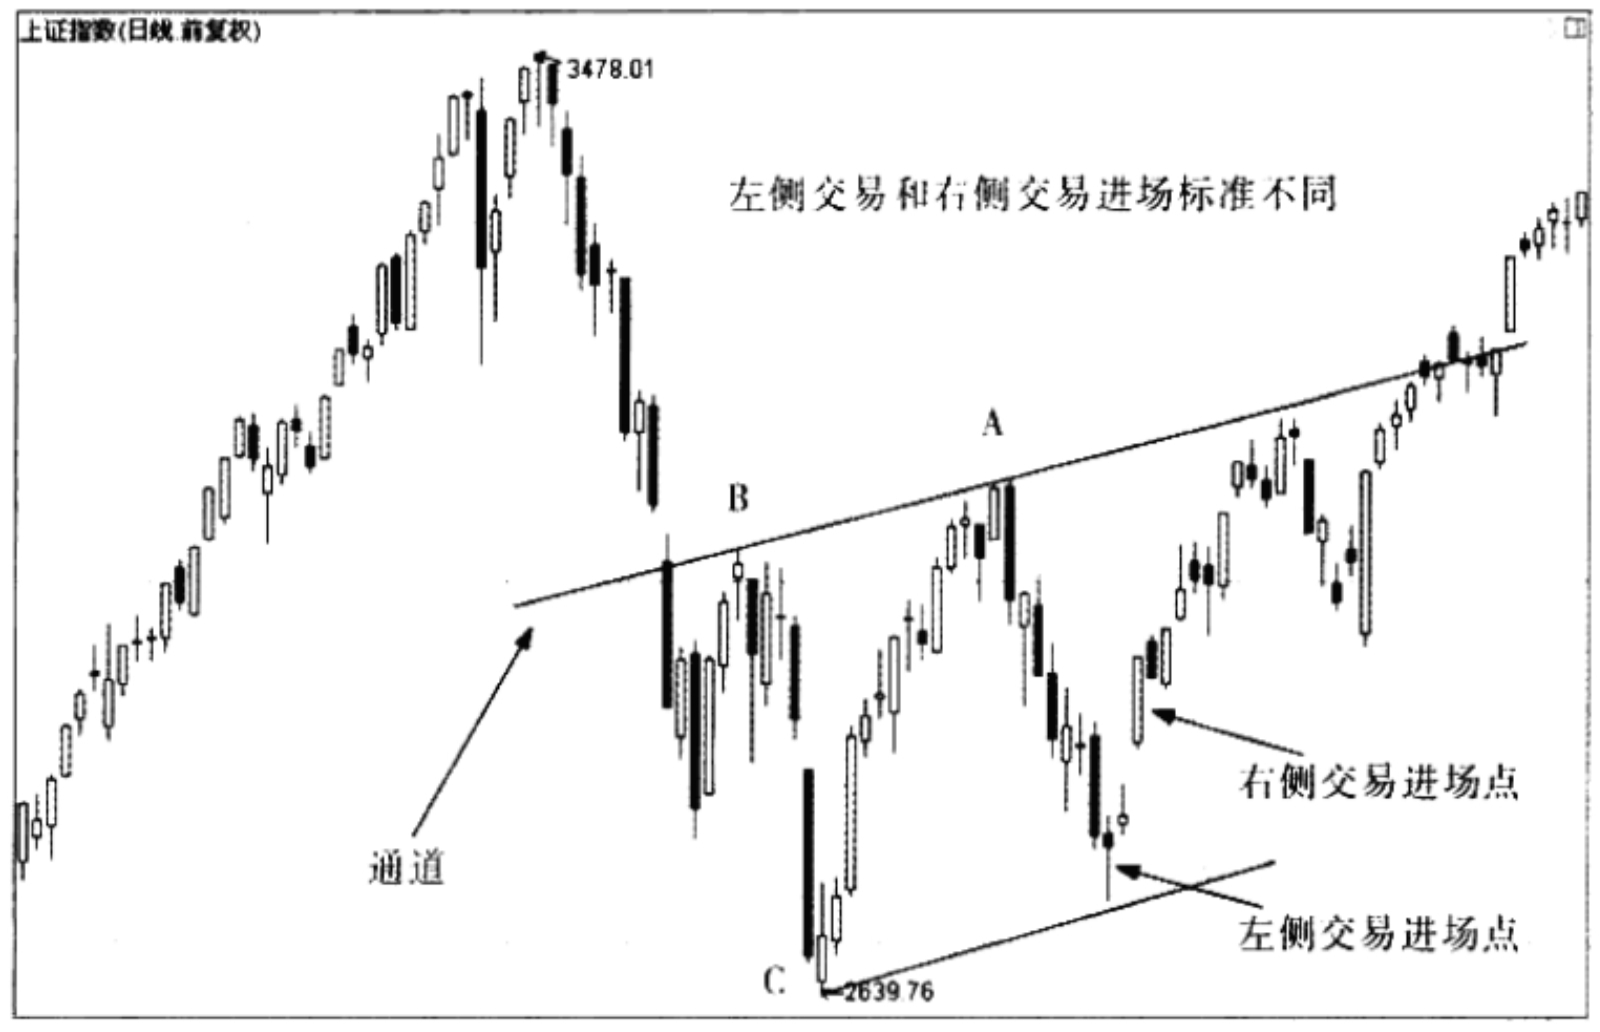 上证指数(日线.前复权)
3478.01
左侧交易和右侧交易进场标准不同
A
B
右侧交易进场点
通道
左侧交易进场点
C
2639.76